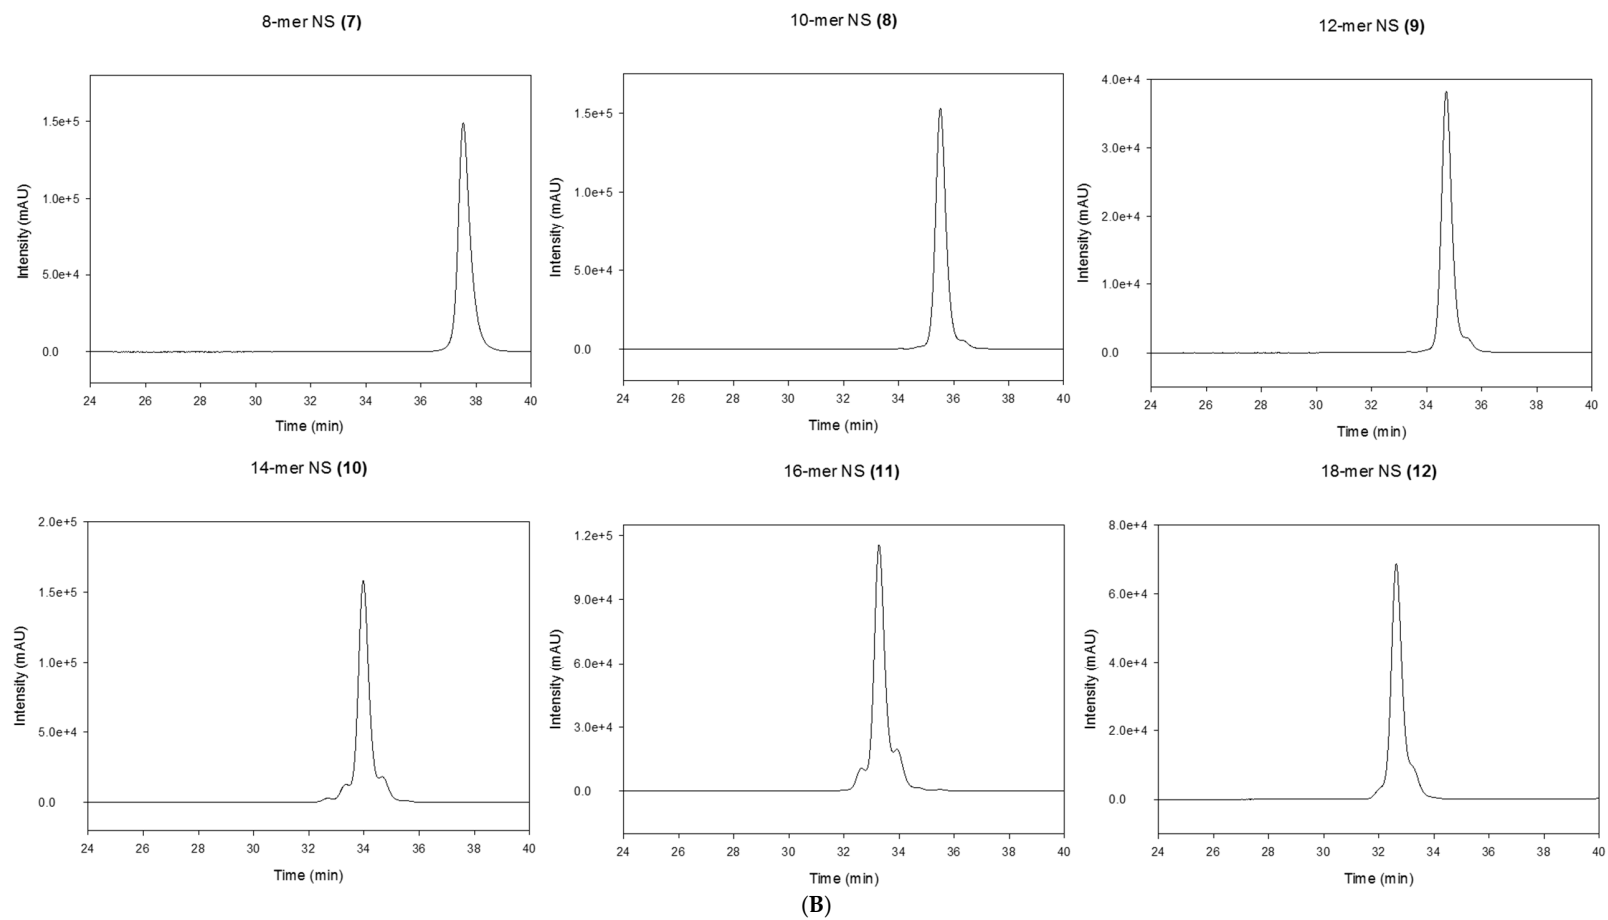 8-mer NS (7)
10-mer NS (8)
12-mer NS (9)
Intensity (mAU)
1.5e+5
1.0e+5
5.0e+4
0.0
24 26 28 30 32 34 36 38 40
Time (min)
Intensity (mAU)
1.5e+5
1.0e+5
5.0e+4
0.0
24 26 28 30 32 34 36 38 40
Time (min)
Intensity (mAU)
4.0e+4
3.0e+4
2.0e+4
1.0e+4
0.0
24 26 28 30 32 34 36 38 40
Time (min)
14-mer NS (10)
16-mer NS (11)
18-mer NS (12)
Intensity (mAU)
2.0e+5
1.5e+5
1.0e+5
5.0e+4
0.0
24 26 28 30 32 34 36 38 40
Time (min)
Intensity (mAU)
1.2e+5
9.0e+4
6.0e+4
3.0e+4
0.0
24 26 28 30 32 34 36 38 40
Time (min)
Intensity (mAU)
8.0e+4
6.0e+4
4.0e+4
2.0e+4
0.0
24 26 28 30 32 34 36 38 40
Time (min)
(B)